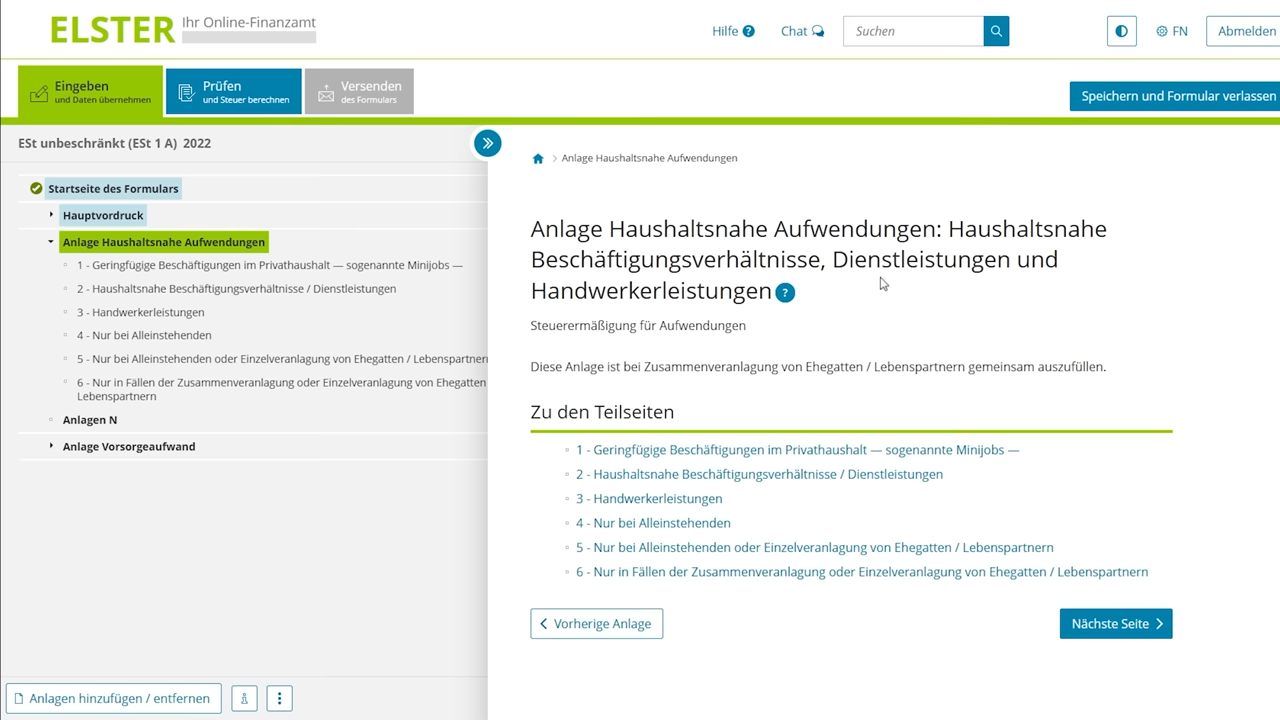 ELSTER Ihr Online-Finanzamt
Hilfe ?
Chat
Suchen
FN
Abmelden
Eingeben
und Daten übernehmen
Prüfen
und Steuer berechnen
Versenden
des Formulars
Speichern und Formular verlassen
ESt unbeschränkt (ESt 1 A) 2022
Startseite des Formulars
Hauptvordruck
Anlage Haushaltsnahe Aufwendungen
1 - Geringfügige Beschäftigungen im Privathaushalt — sogenannte Minijobs —
2 - Haushaltsnahe Beschäftigungsverhältnisse / Dienstleistungen
3 - Handwerkerleistungen
4 - Nur bei Alleinstehenden
5 - Nur bei Alleinstehenden oder Einzelveranlagung von Ehegatten / Lebenspartnern
6 - Nur in Fällen der Zusammenveranlagung oder Einzelveranlagung von Ehegatten
Lebenspartnern
Anlagen N
Anlage Vorsorgeaufwand
Anlagen hinzufügen / entfernen
i
Anlage Haushaltsnahe Aufwendungen
Anlage Haushaltsnahe Aufwendungen: Haushaltsnahe
Beschäftigungsverhältnisse, Dienstleistungen und
Handwerkerleistungen ?
Steuerermäßigung für Aufwendungen
Diese Anlage ist bei Zusammenveranlagung von Ehegatten / Lebenspartnern gemeinsam auszufüllen.
Zu den Teilseiten
1 - Geringfügige Beschäftigungen im Privathaushalt — sogenannte Minijobs —
2 - Haushaltsnahe Beschäftigungsverhältnisse / Dienstleistungen
3 - Handwerkerleistungen
4 - Nur bei Alleinstehenden
5 - Nur bei Alleinstehenden oder Einzelveranlagung von Ehegatten / Lebenspartnern
6 - Nur in Fällen der Zusammenveranlagung oder Einzelveranlagung von Ehegatten / Lebenspartnern
Vorherige Anlage
Nächste Seite